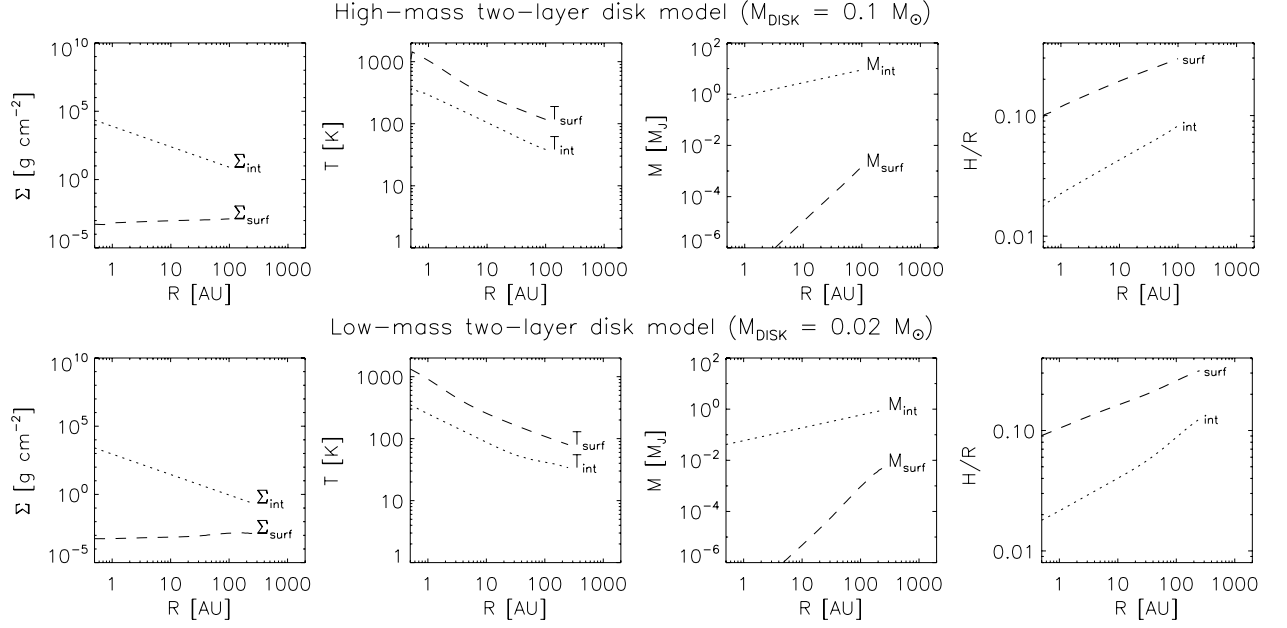 High-mass two-layer disk model (M_DISK = 0.1 M_⊙)
10^10
10^5
10^0
10^-5
Σ [g cm^-2]
Σ_int
Σ_surf
1 10 100 1000
R [AU]
1000
100
10
1
T [K]
T_surf
T_int
1 10 100 1000
R [AU]
10^2
10^0
10^-2
10^-4
10^-6
M [M_J]
M_int
M_surf
1 10 100 1000
R [AU]
0.10
0.01
H/R
surf
int
1 10 100 1000
R [AU]
Low-mass two-layer disk model (M_DISK = 0.02 M_⊙)
10^10
10^5
10^0
10^-5
Σ [g cm^-2]
Σ_int
Σ_surf
1 10 100 1000
R [AU]
1000
100
10
1
T [K]
T_surf
T_int
1 10 100 1000
R [AU]
10^2
10^0
10^-2
10^-4
10^-6
M [M_J]
M_int
M_surf
1 10 100 1000
R [AU]
0.10
0.01
H/R
surf
int
1 10 100 1000
R [AU]